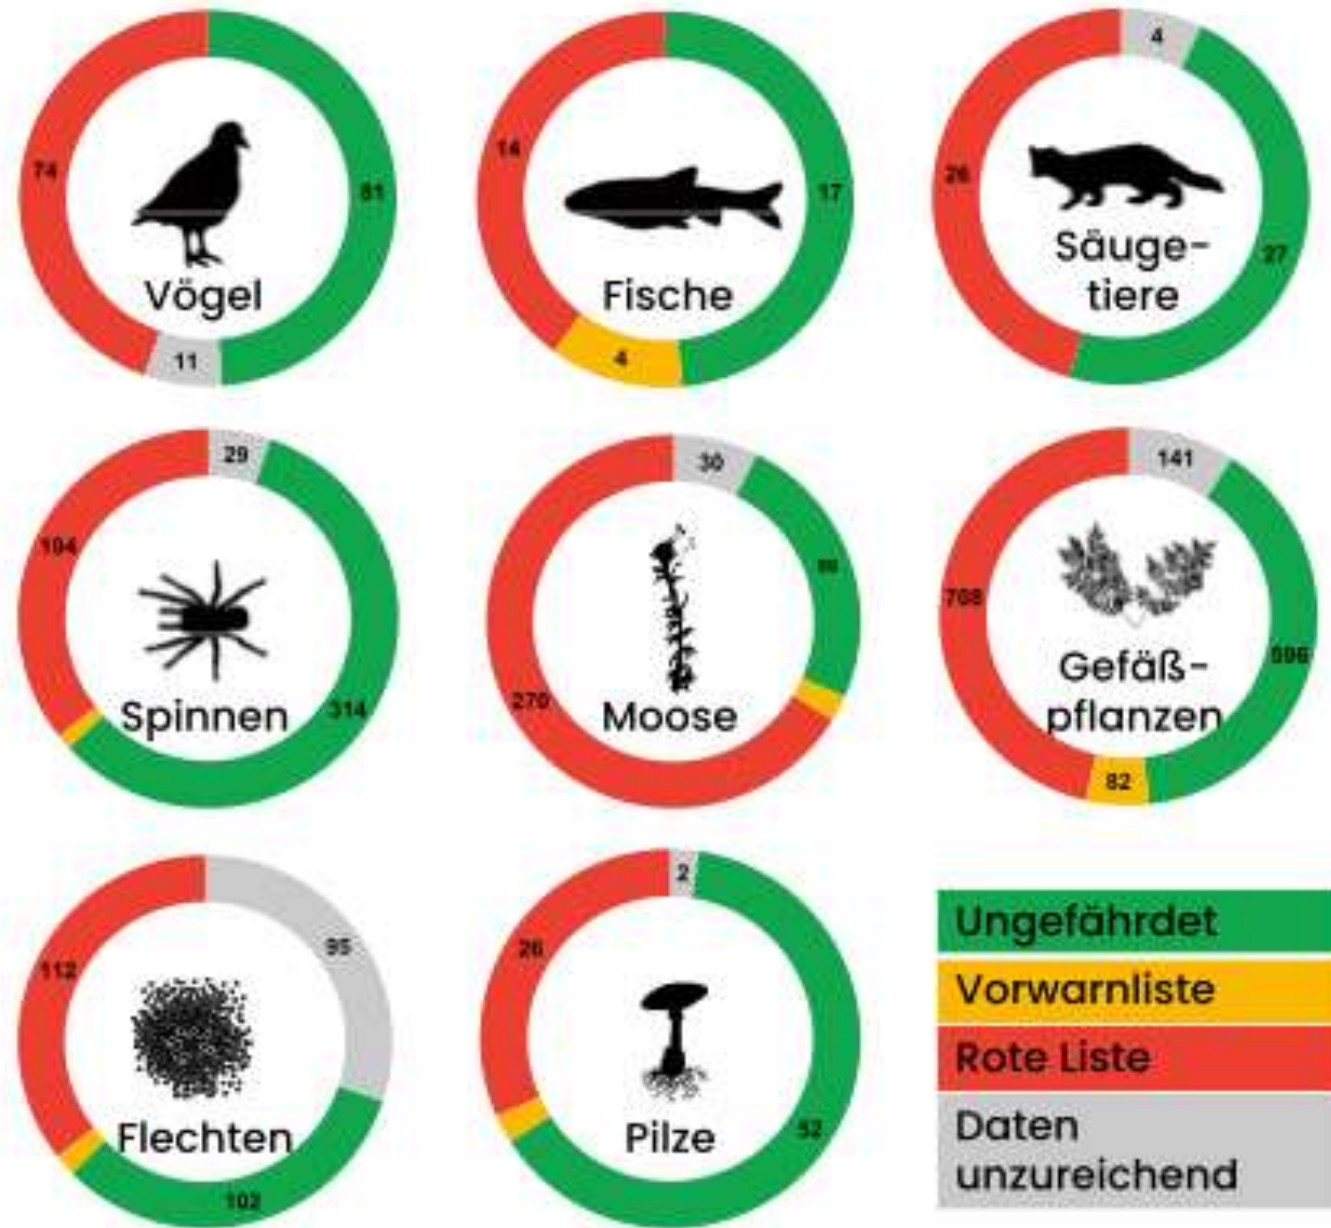 74
81
Vögel
11
14
17
Fische
4
4
26
Säuge-
tiere
27
29
194
Spinnen
314
30
270
Moose
141
Gefäß-
596
pflanzen
82
95
112
Flechten
102
2
26
Pilze
52
Ungefährdet
Vorwarnliste
Rote Liste
Daten
unzureichend